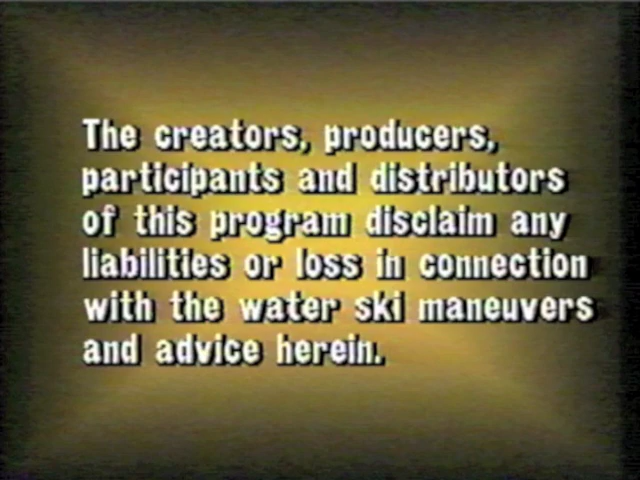 The creators, producers,
participants and distributors
of this program disclaim any
liabilities or loss in connection
with the water ski maneuvers
and advice herein.